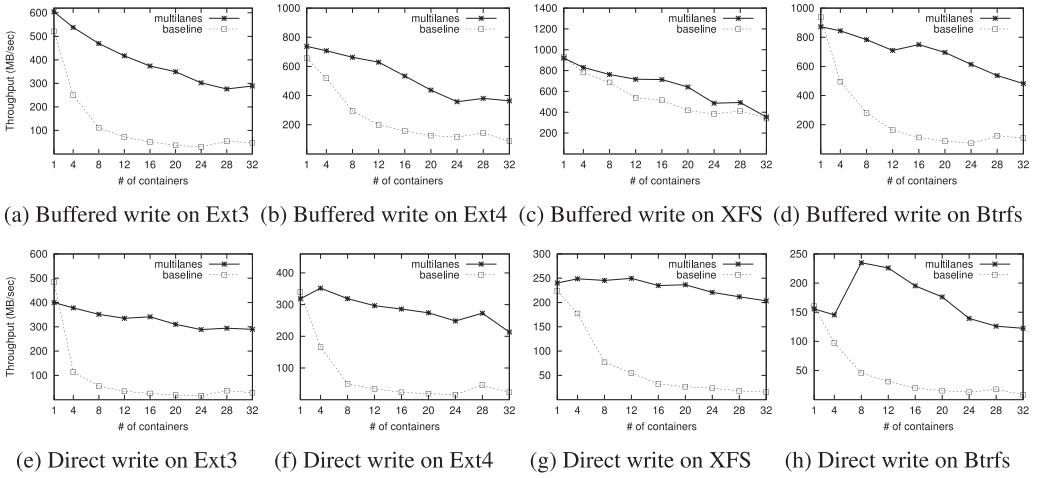 multilanes
baseline
Throughput (MB/sec)
600
500
400
300
200
100
1 4 8 12 16 20 24 28 32
# of containers
multilanes
baseline
1000
800
600
400
200
1 4 8 12 16 20 24 28 32
# of containers
multilanes
baseline
1400
1200
1000
800
600
400
200
1 4 8 12 16 20 24 28 32
# of containers
multilanes
baseline
1000
800
600
400
200
1 4 8 12 16 20 24 28 32
# of containers
(a) Buffered write on Ext3 (b) Buffered write on Ext4 (c) Buffered write on XFS (d) Buffered write on Btrfs
multilanes
baseline
Throughput (MB/sec)
600
500
400
300
200
100
1 4 8 12 16 20 24 28 32
# of containers
multilanes
baseline
400
300
200
100
1 4 8 12 16 20 24 28 32
# of containers
multilanes
baseline
300
250
200
150
100
50
1 4 8 12 16 20 24 28 32
# of containers
multilanes
baseline
250
200
150
100
50
1 4 8 12 16 20 24 28 32
# of containers
(e) Direct write on Ext3 (f) Direct write on Ext4 (g) Direct write on XFS (h) Direct write on Btrfs